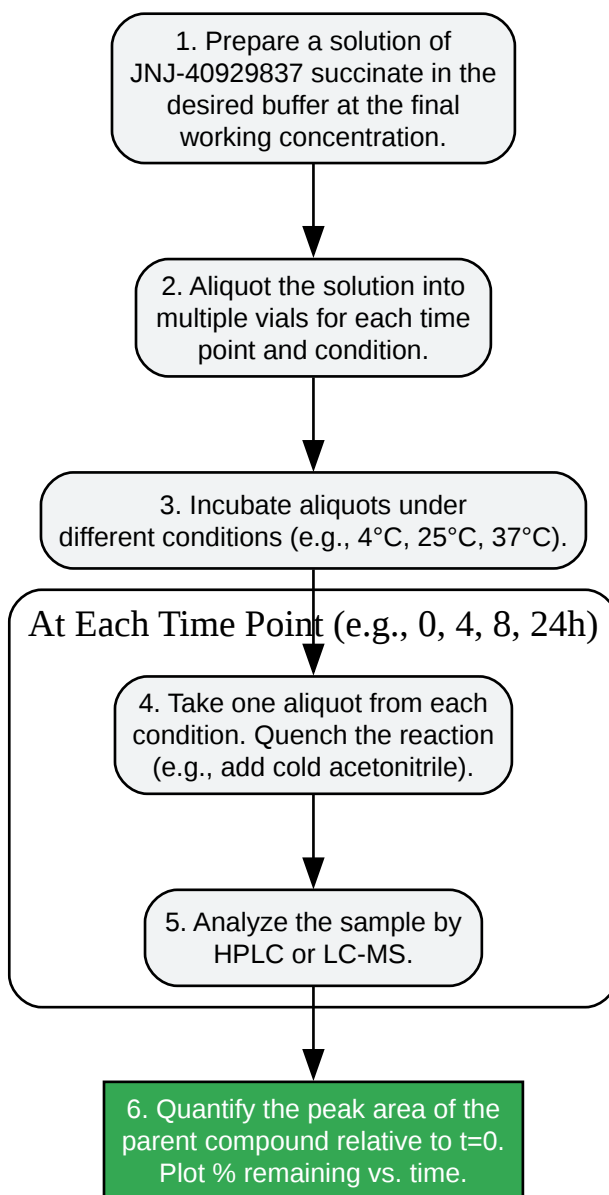 1. Prepare a solution of
JNJ-40929837 succinate in the
desired buffer at the final
working concentration.
2. Aliquot the solution into
multiple vials for each time
point and condition.
3. Incubate aliquots under
different conditions (e.g., 4°C, 25°C, 37°C).
At Each Time Point (e.g., 0, 4, 8, 24h)
4. Take one aliquot from each
condition. Quench the reaction
(e.g., add cold acetonitrile).
5. Analyze the sample by
HPLC or LC-MS.
6. Quantify the peak area of the
parent compound relative to t=0.
Plot % remaining vs. time.